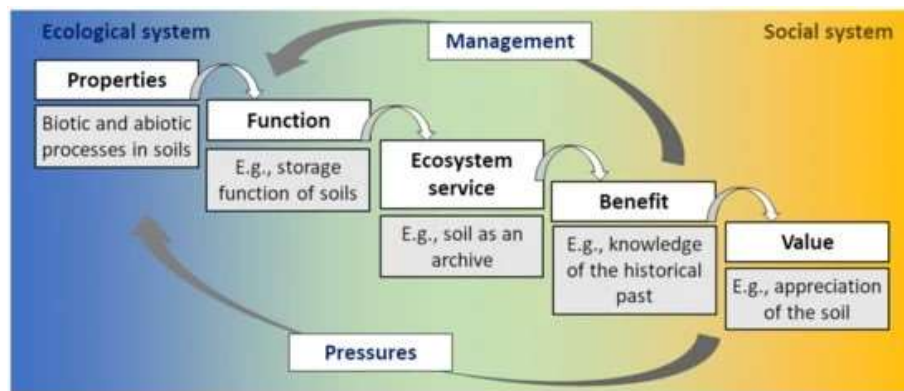 Ecological system
Management
Social system
Properties
Biotic and abiotic
processes in soils
Function
E.g., storage
function of soils
Ecosystem
service
E.g., soil as an
archive
Benefit
E.g., knowledge
of the historical
past
Value
E.g., appreciation
of the soil
Pressures